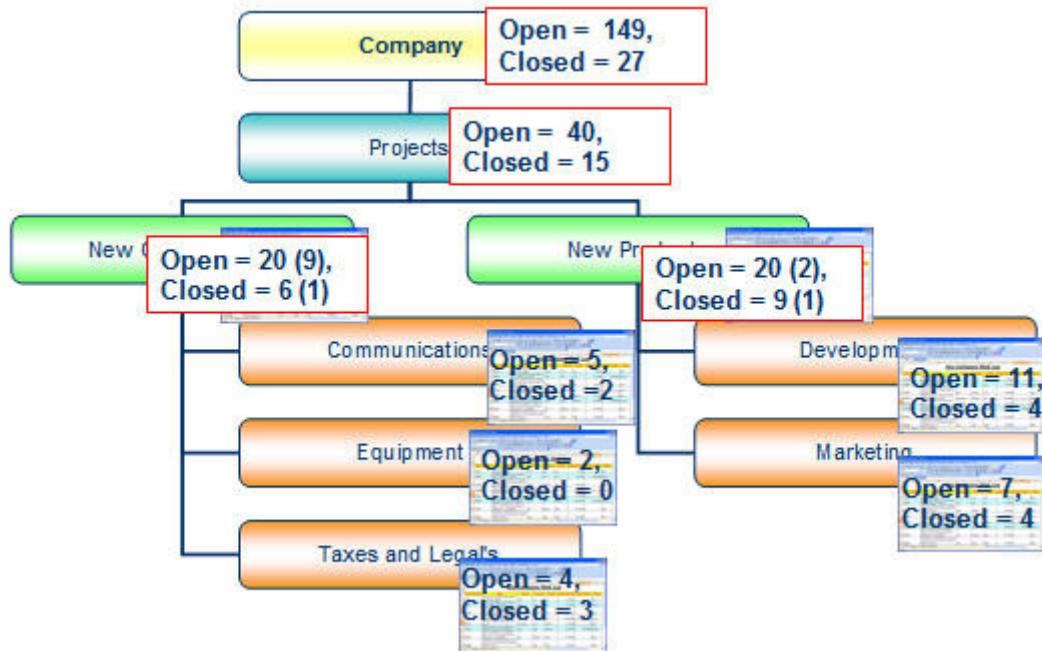 Company
Open = 149,
Closed = 27
Projects
Open = 40,
Closed = 15
New
Open = 20 (9),
Closed = 6 (1)
New
Open = 20 (2),
Closed = 9 (1)
Communications
Open = 5,
Closed =2
Developm
Open = 11,
Closed = 4
Equipment
Open = 2,
Closed = 0
Marketing
Open = 7,
Closed = 4
Taxes and Legal's
Open = 4,
Closed = 3